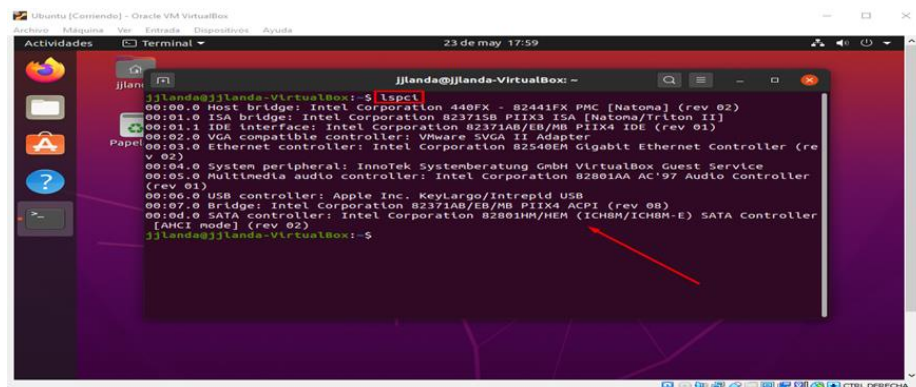 Ubuntu [Corriendo] - Oracle VM VirtualBox
Archivo Máquina Ver Entrada Dispositivos Ayuda
Actividades Terminal 23 de may 17:59
jjlanda@jjlanda-VirtualBox: ~
jjlan
Papel
jjlanda@jjlanda-VirtualBox:~$ lspci
00:00.0 Host bridge: Intel Corporation 440FX - 82441FX PMC [Natoma] (rev 02)
00:01.0 ISA bridge: Intel Corporation 82371SB PIIX3 ISA [Natoma/Triton II]
00:01.1 IDE interface: Intel Corporation 82371AB/EB/MB PIIX4 IDE (rev 01)
00:02.0 VGA compatible controller: VMware SVGA II Adapter
00:03.0 Ethernet controller: Intel Corporation 82540EM Gigabit Ethernet Controller (re
v 02)
00:04.0 System peripheral: InnoTek Systemberatung GmbH VirtualBox Guest Service
00:05.0 Multimedia audio controller: Intel Corporation 82801AA AC'97 Audio Controller
(rev 01)
00:06.0 USB controller: Apple Inc. KeyLargo/Intrepid USB
00:07.0 Bridge: Intel Corporation 82371AB/EB/MB PIIX4 ACPI (rev 08)
00:0d.0 SATA controller: Intel Corporation 82801HM/HEM (ICH8M/ICH8M-E) SATA Controller
[AHCI mode] (rev 02)
jjlanda@jjlanda-VirtualBox:~$
CTRL DERECHA